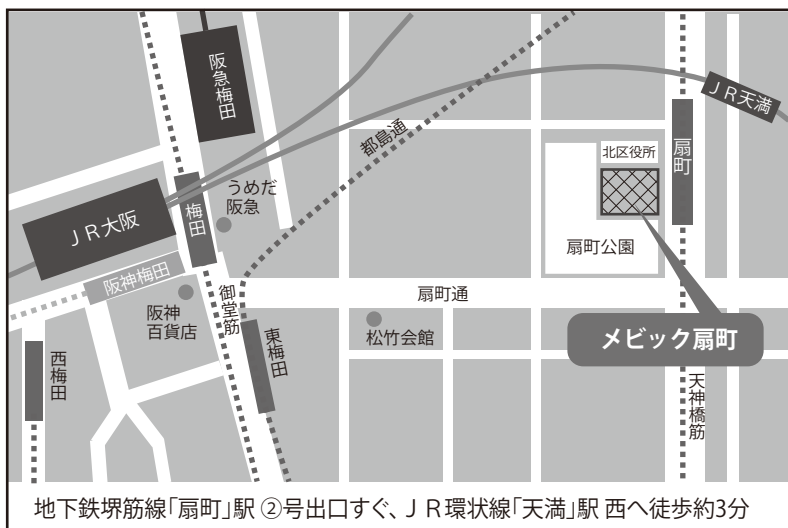 阪急梅田
JR天満
都島通
扇町
北区役所
うめだ
阪急
梅田
JR大阪
扇町公園
阪神梅田
御堂筋
扇町通
阪神
百貨店
松竹会館
メビック扇町
東梅田
西梅田
天神橋筋
地下鉄堺筋線「扇町」駅 ②号出口すぐ、JR環状線「天満」駅 西へ徒歩約3分